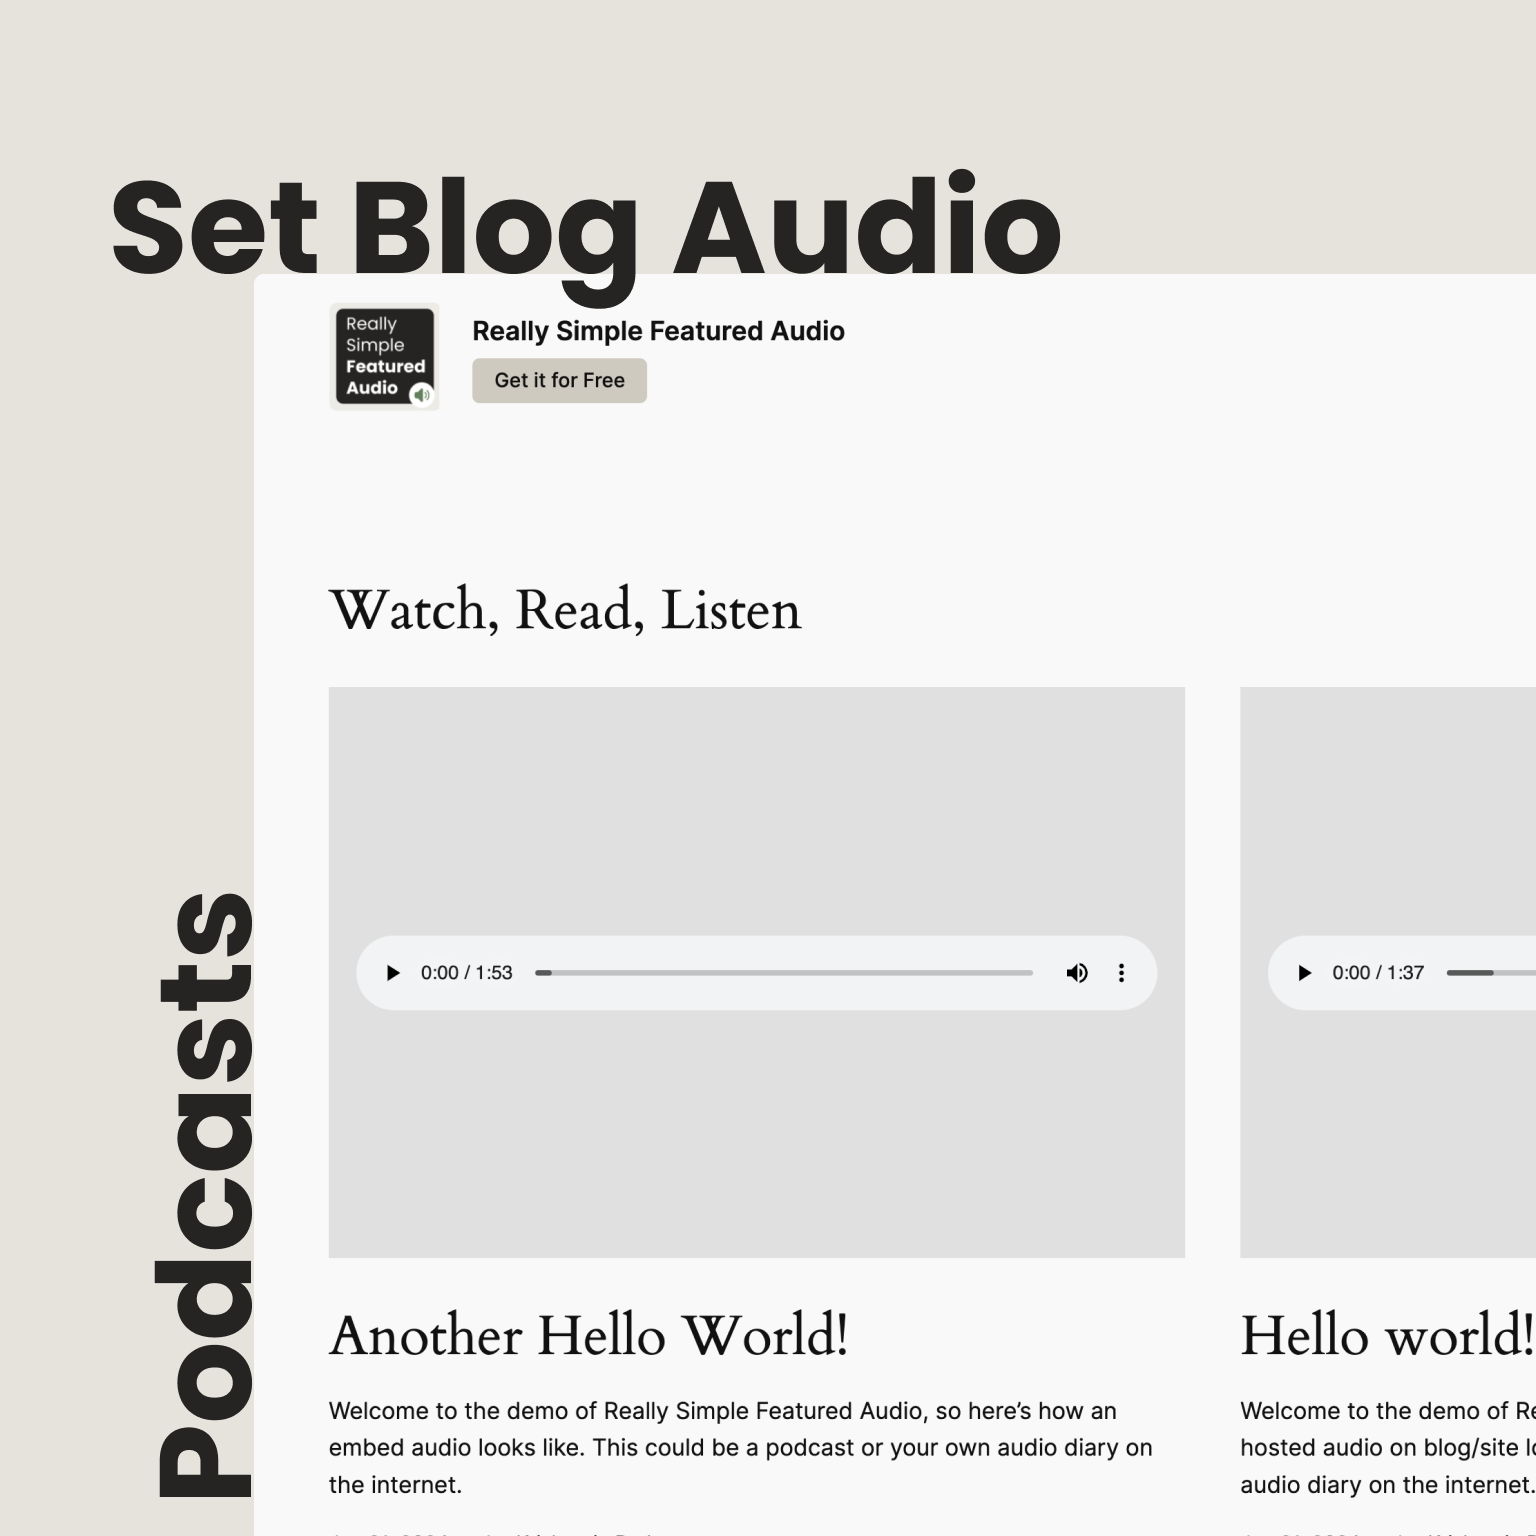 Set Blog Audio
Really
Simple
Featured
Audio
Really Simple Featured Audio
Get it for Free
Podcasts
Watch, Read, Listen
0:00 / 1:53
0:00 / 1:37
Another Hello World!
Welcome to the demo of Really Simple Featured Audio, so here’s how an
embed audio looks like. This could be a podcast or your own audio diary on
the internet.
Hello world!
Welcome to the demo of
hosted audio on blog/site
audio diary on the internet.